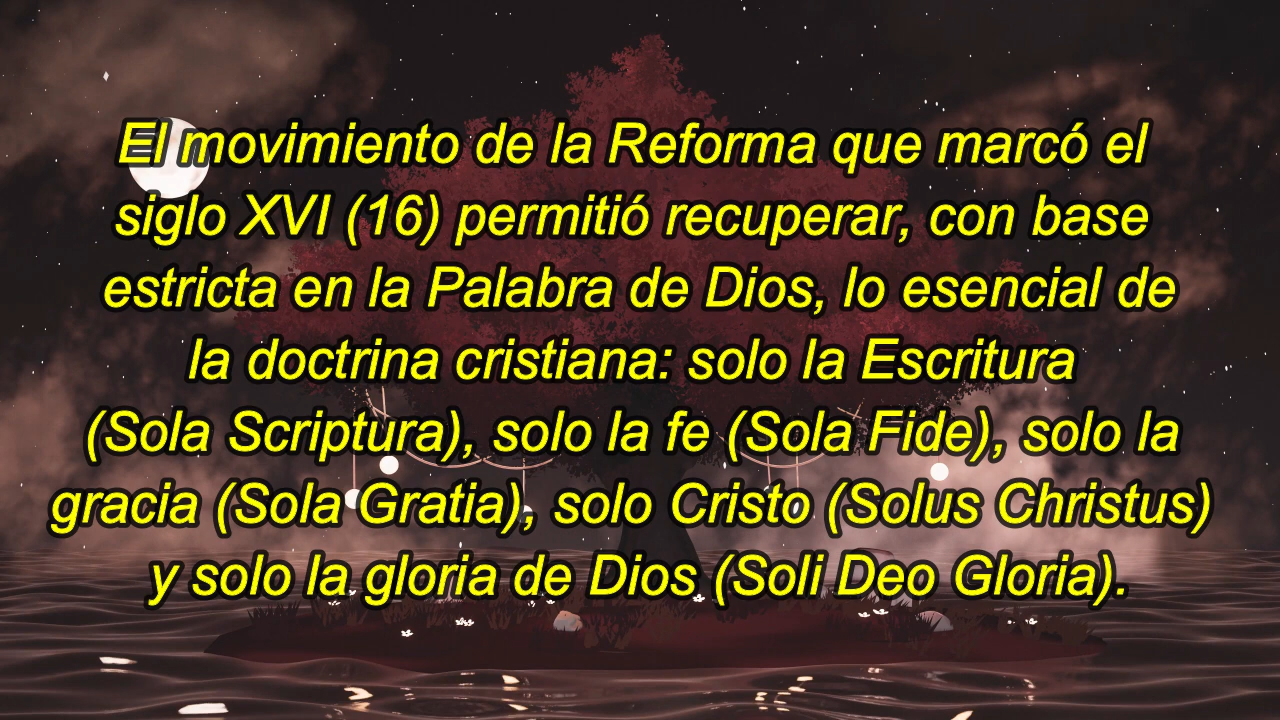 El movimiento de la Reforma que marcó el
siglo XVI (16) permitió recuperar, con base
estricta en la Palabra de Dios, lo esencial de
la doctrina cristiana: solo la Escritura
(Sola Scriptura), solo la fe (Sola Fide), solo la
gracia (Sola Gratia), solo Cristo (Solus Christus)
y solo la gloria de Dios (Soli Deo Gloria).